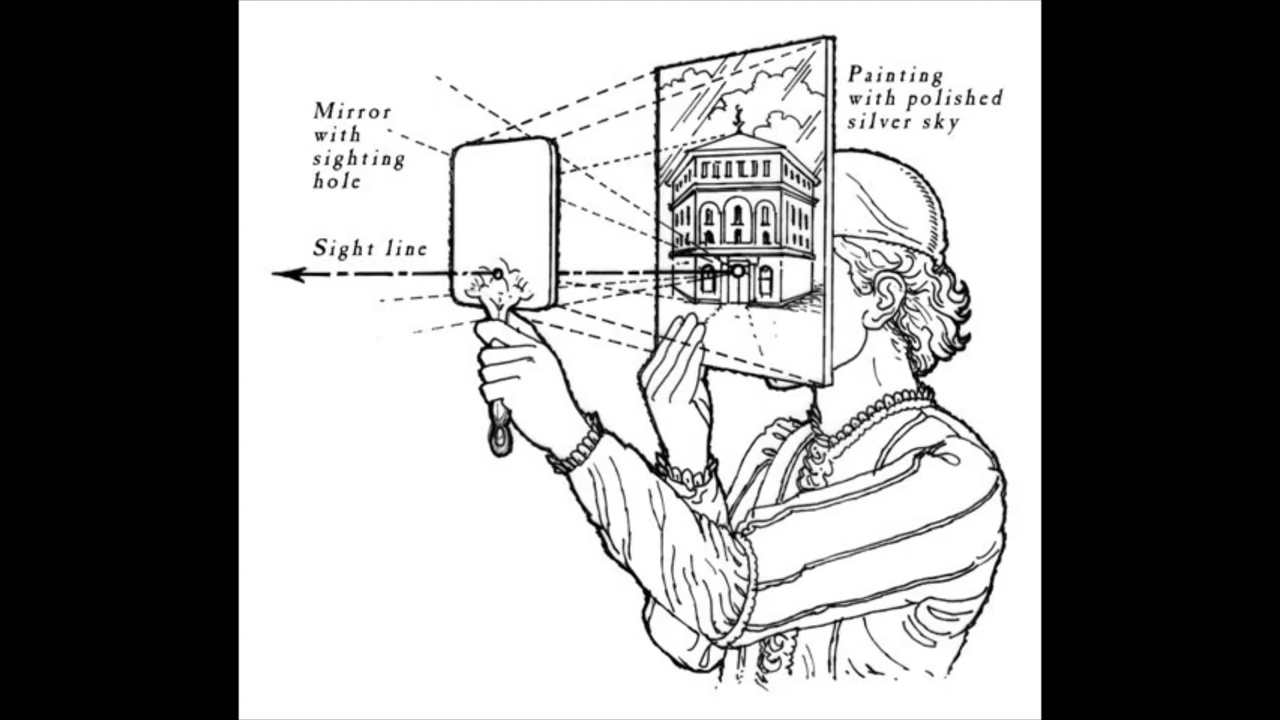 Mirror
with
sighting
hole
Sight line
Painting
with polished
silver sky